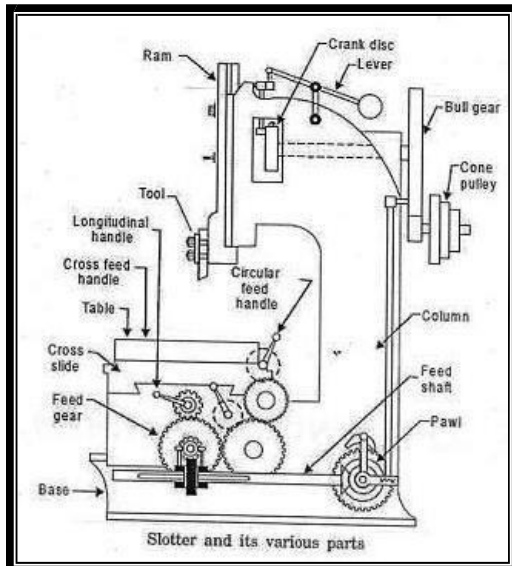 Crank disc
Ram
Lever
Bull gear
Cone
pulley
Tool
Longitudinal
handle
Cross feed
handle
Circular
feed
handle
Table
Column
Cross
slide
Feed
shaft
Feed
gear
Pawl
Base
Slotter and its various parts